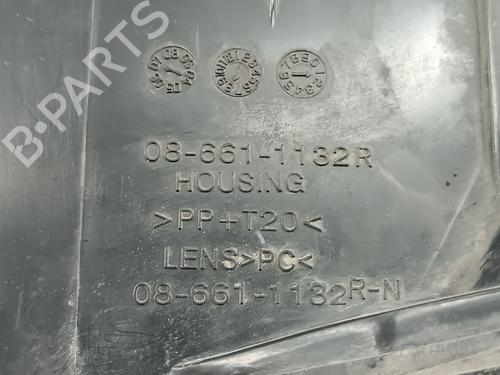 B-PARTS
08-661-1132R
HOUSING
>PP+T20<
LENS>PC<
08-661-1132R-N